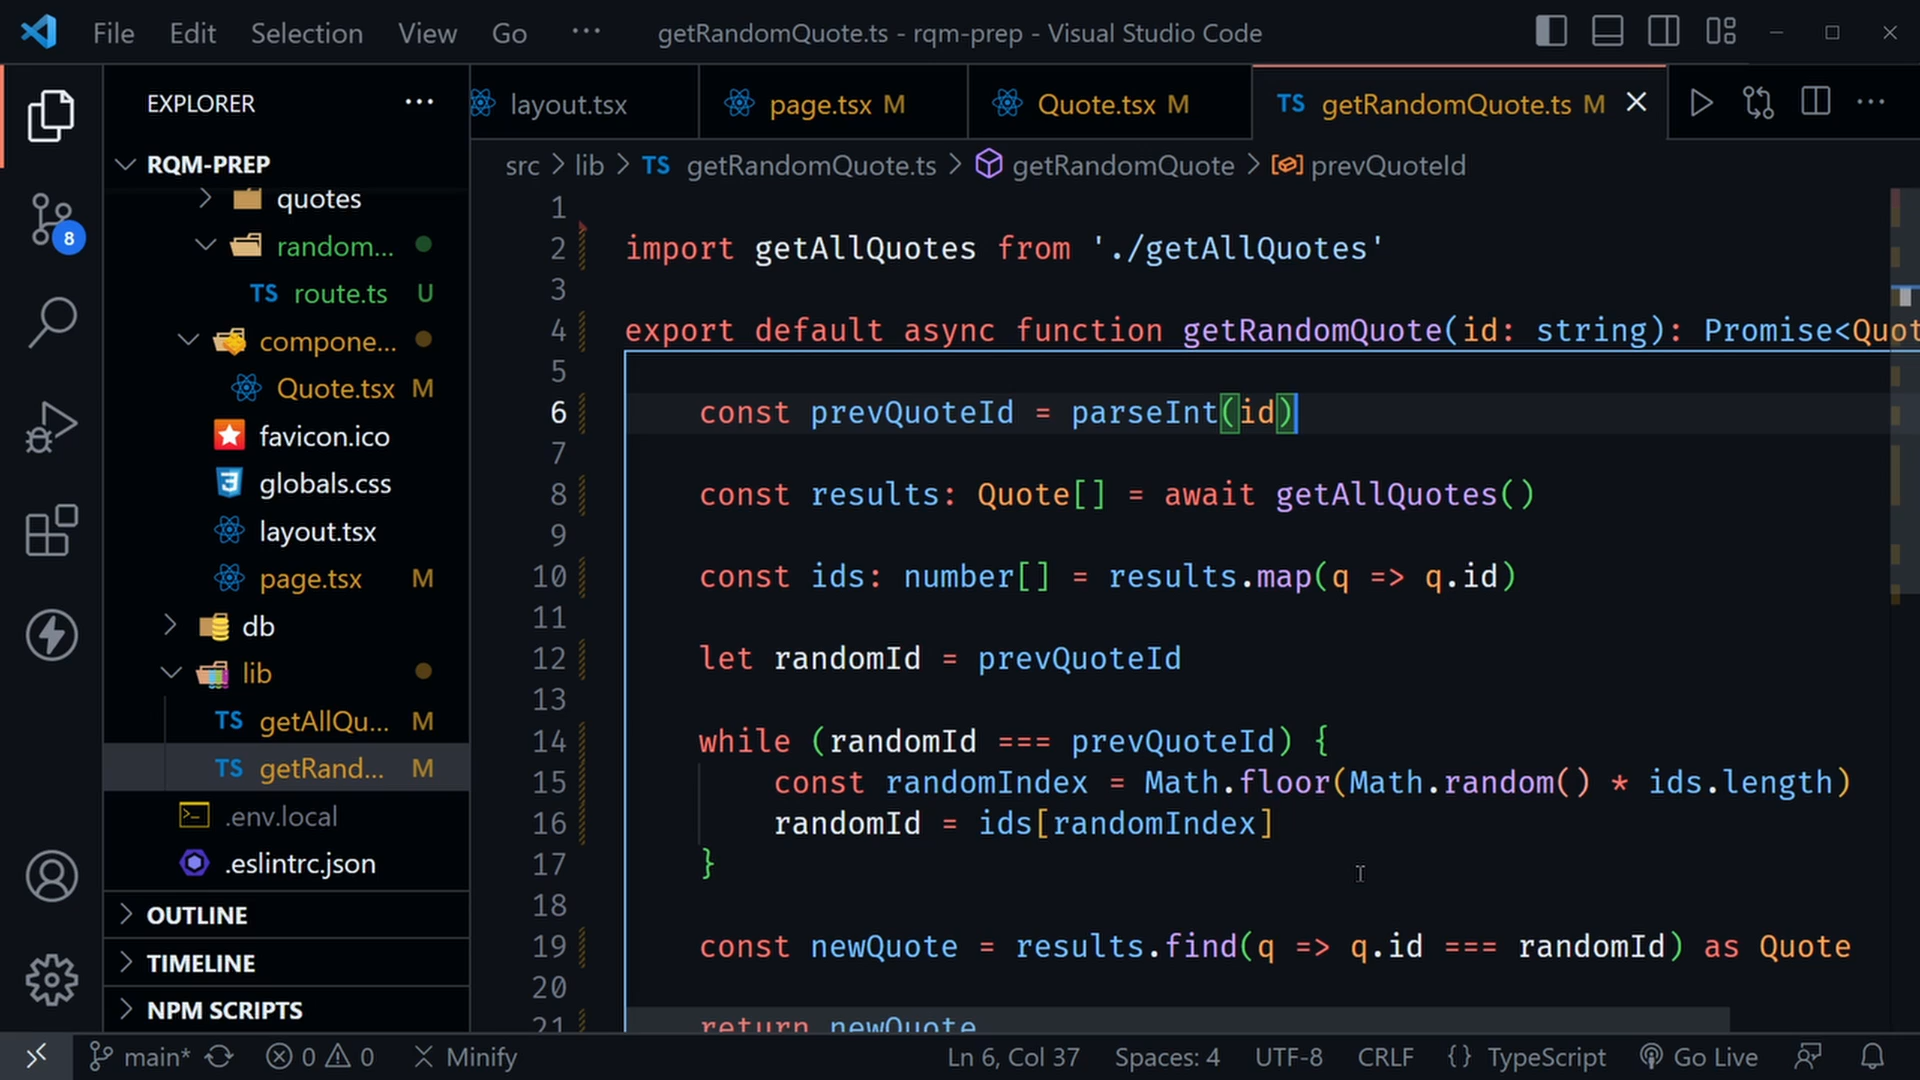 File Edit Selection View Go ··· getRandomQuote.ts - rqm-prep - Visual Studio Code
EXPLORER ···
layout.tsx page.tsx M Quote.tsx M TS getRandomQuote.ts M
RQM-PREP
src > lib > TS getRandomQuote.ts > getRandomQuote > prevQuoteId
quotes
random...
TS route.ts U
compone...
Quote.tsx M
favicon.ico
globals.css
layout.tsx
page.tsx M
db
lib
TS getAllQu... M
TS getRand... M
.env.local
.eslintrc.json
OUTLINE
TIMELINE
NPM SCRIPTS
8
1
2 import getAllQuotes from './getAllQuotes'
3
4 export default async function getRandomQuote(id: string): Promise<Quot
5
6 const prevQuoteId = parseInt(id)
7
8 const results: Quote[] = await getAllQuotes()
9
10 const ids: number[] = results.map(q => q.id)
11
12 let randomId = prevQuoteId
13
14 while (randomId === prevQuoteId) {
15 const randomIndex = Math.floor(Math.random() * ids.length)
16 randomId = ids[randomIndex]
17 }
18
19 const newQuote = results.find(q => q.id === randomId) as Quote
20
21 return newQuote
main* 0 0 Minify Ln 6, Col 37 Spaces: 4 UTF-8 CRLF {} TypeScript Go Live